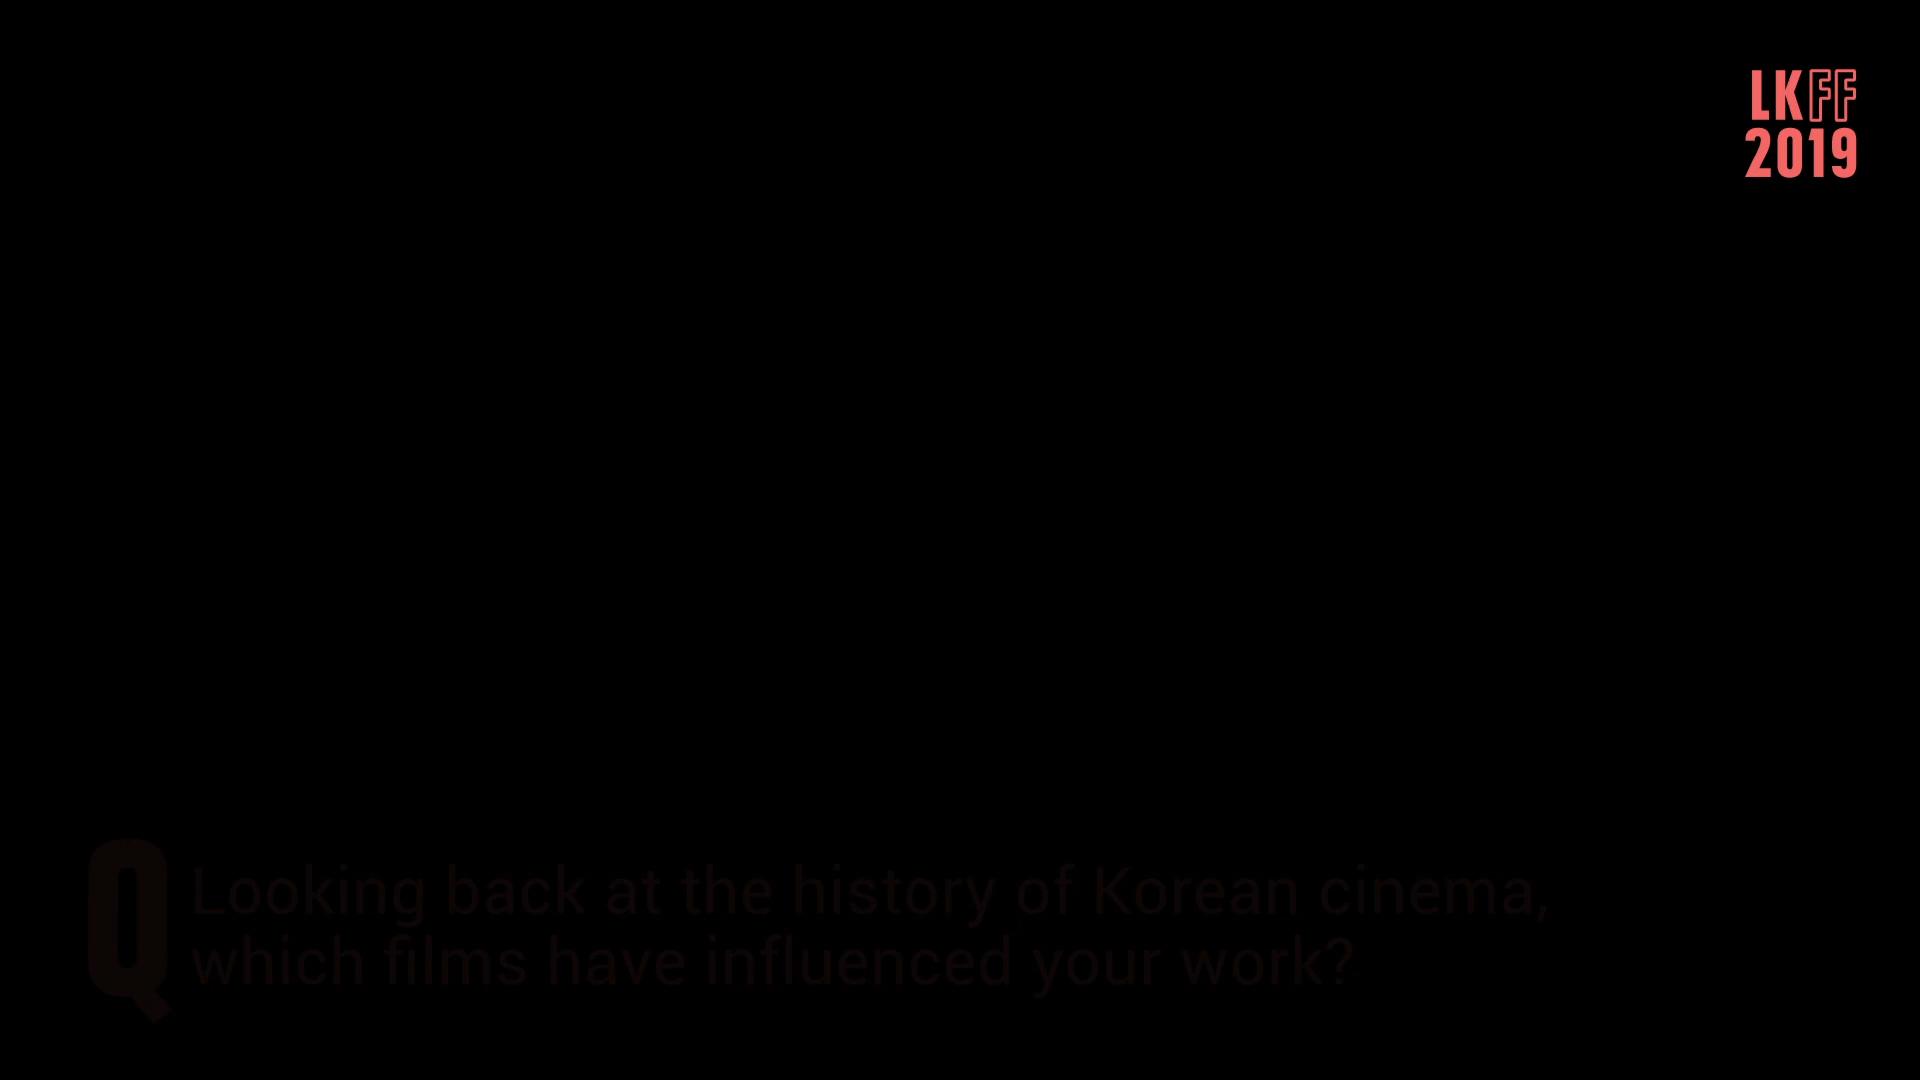 LKFF
2019
Q
Looking back at the history of Korean cinema,
which films have influenced your work?